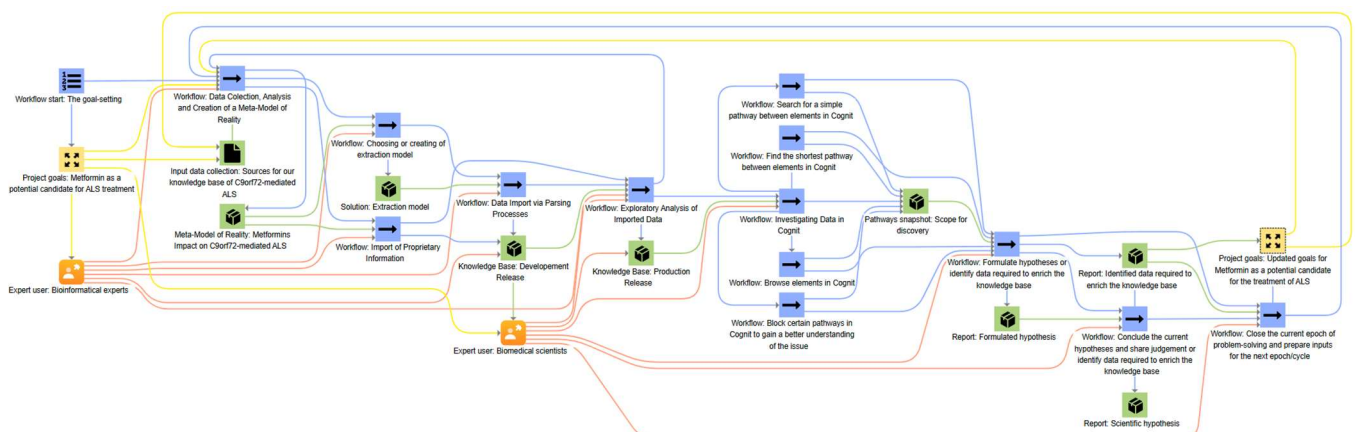 1
2
3
Workflow start: The goal-setting
Project goals: Metformin as a
potential candidate for ALS treatment
Expert user: Bioinformatical experts
Workflow: Data Colection, Analysis
and Creation of a Meta-Model of
Reality
Input data collection: Sources for our
knowledge base of C9orf72-mediated
ALS
Meta-Model of Reality: Metformins
Impact on C9orf72-mediated ALS
Workflow: Choosing or creating of
extraction model
Solution: Extraction model
Workflow: Import of Proprietary
Information
Workflow: Data Import via Parsing
Processes
Knowledge Base: Developement
Release
Expert user: Biomedical scientists
Workflow: Exploratory Analysis of
Imported Data
Knowledge Base: Production
Release
Workflow: Search for a simple
pathway between elements in Cognit
Workflow: Find the shortest pathway
between elements in Cognit
Workflow: Investigating Data in
Cognit
Workflow: Browse elements in Cognit
Workflow: Block certain pathways in
Cognit to gain a better understanding
of the issue
Pathways snapshot: Scope for
discovery
Workflow: Formulate hypotheses or
identify data required to enrich the
knowledge base
Report: Formulated hypothesis
Report: Identified data required to
enrich the knowledge base
Workflow: Conclude the current
hypotheses and share judgement or
identify data required to enrich the
knowledge base
Report: Scientific hypothesis
Project goals: Updated goals for
Metformin as a potential candidate
for the treatment of ALS
Workflow: Close the current epoch of
problem-solving and prepare inputs
for the next epoch/cycle